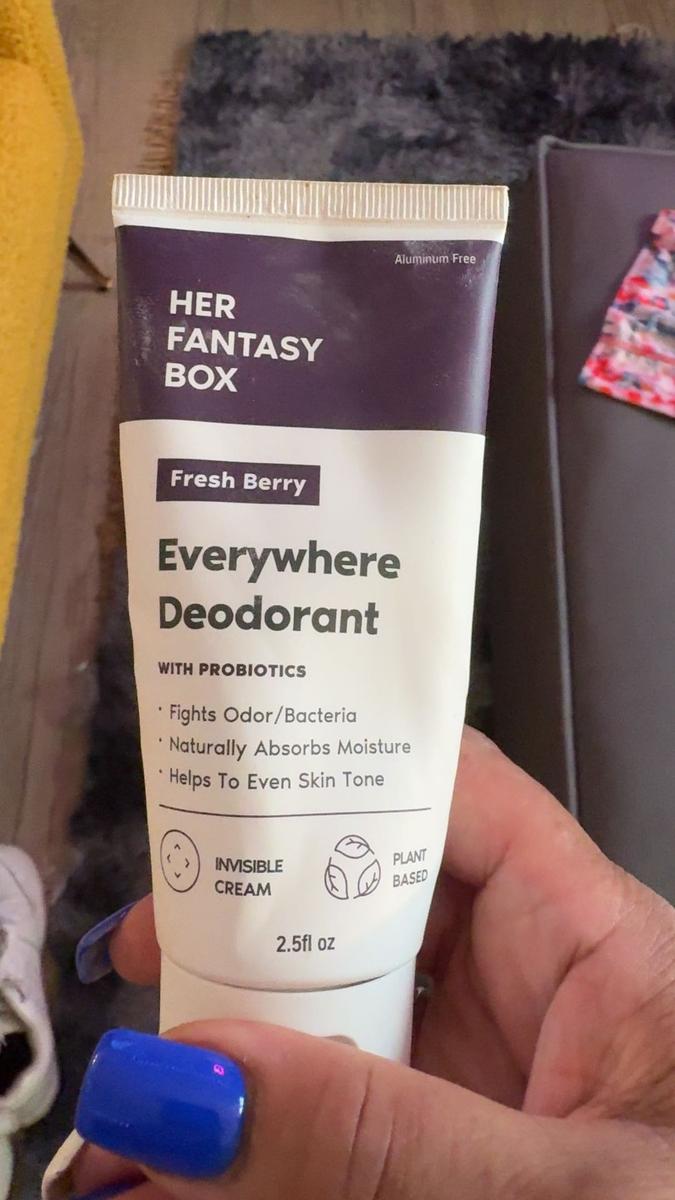 Aluminum Free
HER
FANTASY
BOX
Fresh Berry
Everywhere
Deodorant
WITH PROBIOTICS
· Fights Odor/Bacteria
· Naturally Absorbs Moisture
· Helps To Even Skin Tone
INVISIBLE
CREAM
PLANT
BASED
2.5fl oz